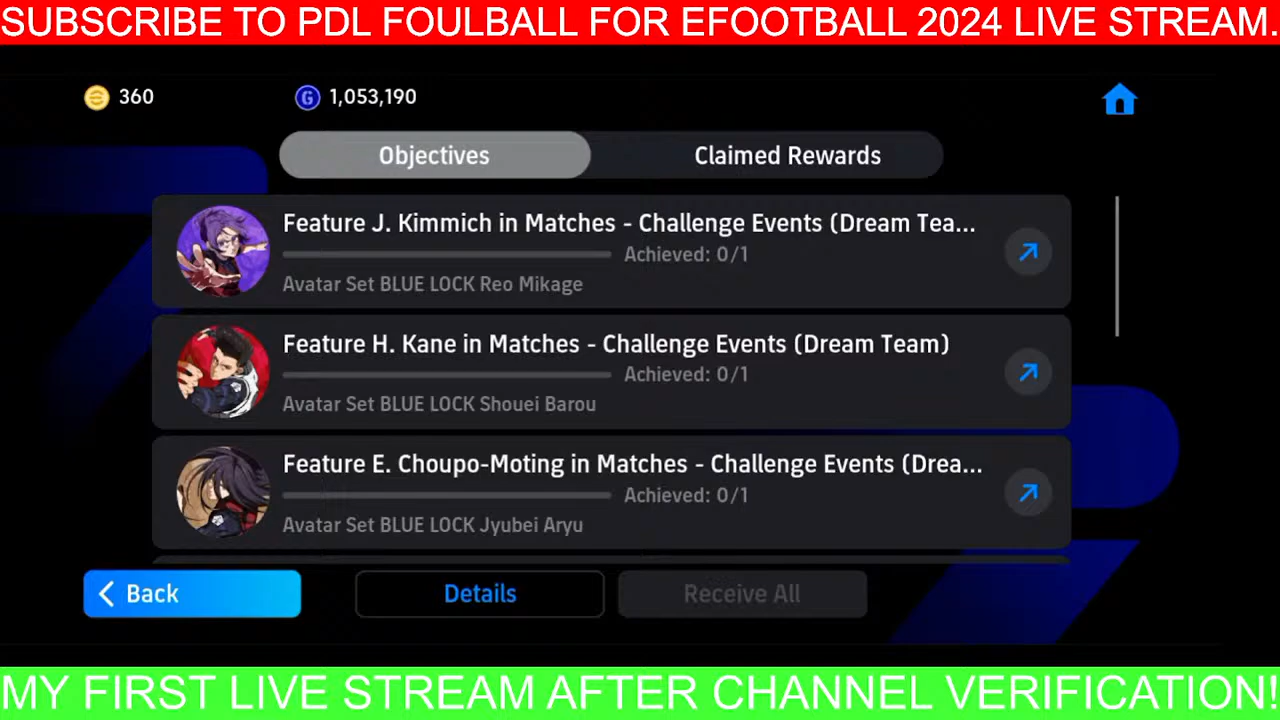 SUBSCRIBE TO PDL FOULBALL FOR EFOOTBALL 2024 LIVE STREAM.
360
G 1,053,190
Objectives
Claimed Rewards
Feature J. Kimmich in Matches - Challenge Events (Dream Tea...
Achieved: 0/1
Avatar Set BLUE LOCK Reo Mikage
Feature H. Kane in Matches - Challenge Events (Dream Team)
Achieved: 0/1
Avatar Set BLUE LOCK Shouei Barou
Feature E. Choupo-Moting in Matches - Challenge Events (Drea...
Achieved: 0/1
Avatar Set BLUE LOCK Jyubei Aryu
Back
Details
Receive All
MY FIRST LIVE STREAM AFTER CHANNEL VERIFICATION!